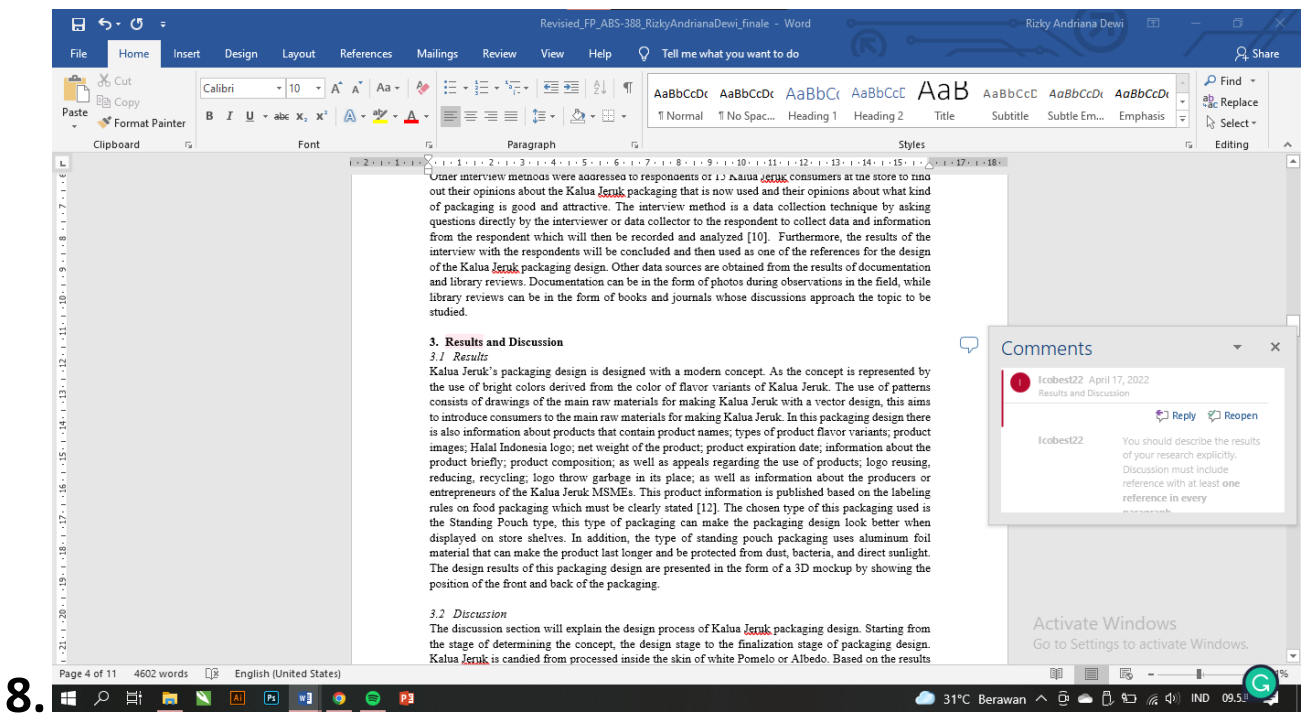 Revisied_FP_ABS-388_RizkyAndrianaDewi_finale - Word
Rizky Andriana Dewi
File Home Insert Design Layout References Mailings Review View Help Tell me what you want to do Share
Paste
Cut
Copy
Format Painter
Clipboard
Calibri 10
Font
Paragraph
AaBbCcDc AaBbCcDc AaBbC( AaBbCcE AaB AaBbCcD AaBbCcDt AaBbCcDt
¶ Normal ¶ No Spac... Heading 1 Heading 2 Title Subtitle Subtle Em... Emphasis
Styles
Find
Replace
Select
Editing
Other interview methods were addressed to respondents of 15 Kalua Jeruk consumers at the store to find
out their opinions about the Kalua Jeruk packaging that is now used and their opinions about what kind
of packaging is good and attractive. The interview method is a data collection technique by asking
questions directly by the interviewer or data collector to the respondent to collect data and information
from the respondent which will then be recorded and analyzed [10]. Furthermore, the results of the
interview with the respondents will be concluded and then used as one of the references for the design
of the Kalua Jeruk packaging design. Other data sources are obtained from the results of documentation
and library reviews. Documentation can be in the form of photos during observations in the field, while
library reviews can be in the form of books and journals whose discussions approach the topic to be
studied.
3. Results and Discussion
3.1 Results
Kalua Jeruk's packaging design is designed with a modern concept. As the concept is represented by
the use of bright colors derived from the color of flavor variants of Kalua Jeruk. The use of patterns
consists of drawings of the main raw materials for making Kalua Jeruk with a vector design, this aims
to introduce consumers to the main raw materials for making Kalua Jeruk. In this packaging design there
is also information about products that contain product names; types of product flavor variants; product
images; Halal Indonesia logo; net weight of the product; product expiration date; information about the
product briefly; product composition; as well as appeals regarding the use of products; logo reusing,
reducing, recycling; logo throw garbage in its place; as well as information about the producers or
entrepreneurs of the Kalua Jeruk MSMEs. This product information is published based on the labeling
rules on food packaging which must be clearly stated [12]. The chosen type of this packaging used is
the Standing Pouch type, this type of packaging can make the packaging design look better when
displayed on store shelves. In addition, the type of standing pouch packaging uses aluminum foil
material that can make the product last longer and be protected from dust, bacteria, and direct sunlight.
The design results of this packaging design are presented in the form of a 3D mockup by showing the
position of the front and back of the packaging.
3.2 Discussion
The discussion section will explain the design process of Kalua Jeruk packaging design. Starting from
the stage of determining the concept, the design stage to the finalization stage of packaging design.
Kalua Jeruk is candied from processed inside the skin of white Pomelo or Albedo. Based on the results
Comments
Icobest22 April 17, 2022
Results and Discussion
Reply Reopen
Icobest22
You should describe the results
of your research explicitly.
Discussion must include
reference with at least one
reference in every
paragraph
Activate Windows
Go to Settings to activate Windows.
Page 4 of 11 4602 words English (United States)
8.
31°C Berawan IND